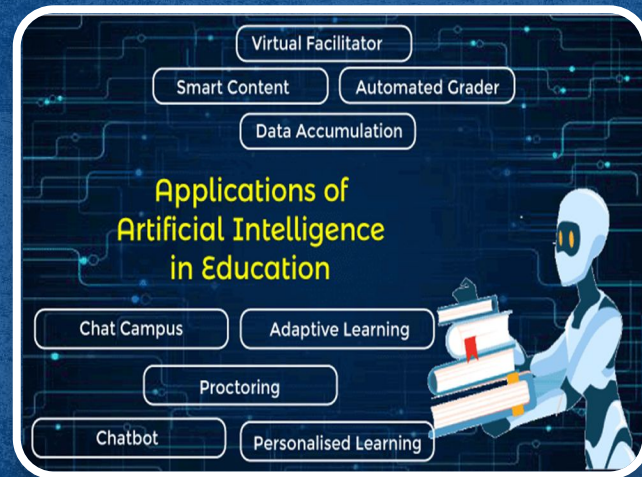 Virtual Facilitator
Smart Content
Automated Grader
Data Accumulation
Applications of
Artificial Intelligence
in Education
Chat Campus
Adaptive Learning
Proctoring
Chatbot
Personalised Learning